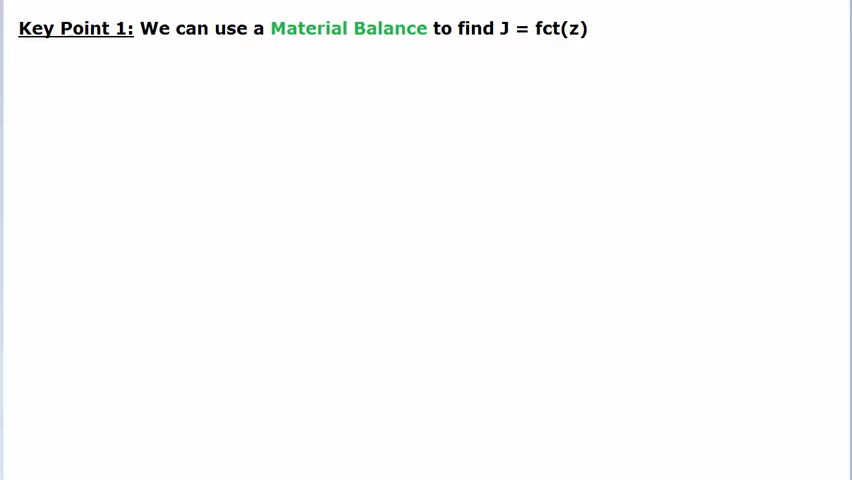 Key Point 1: We can use a Material Balance to find J = fct(z)